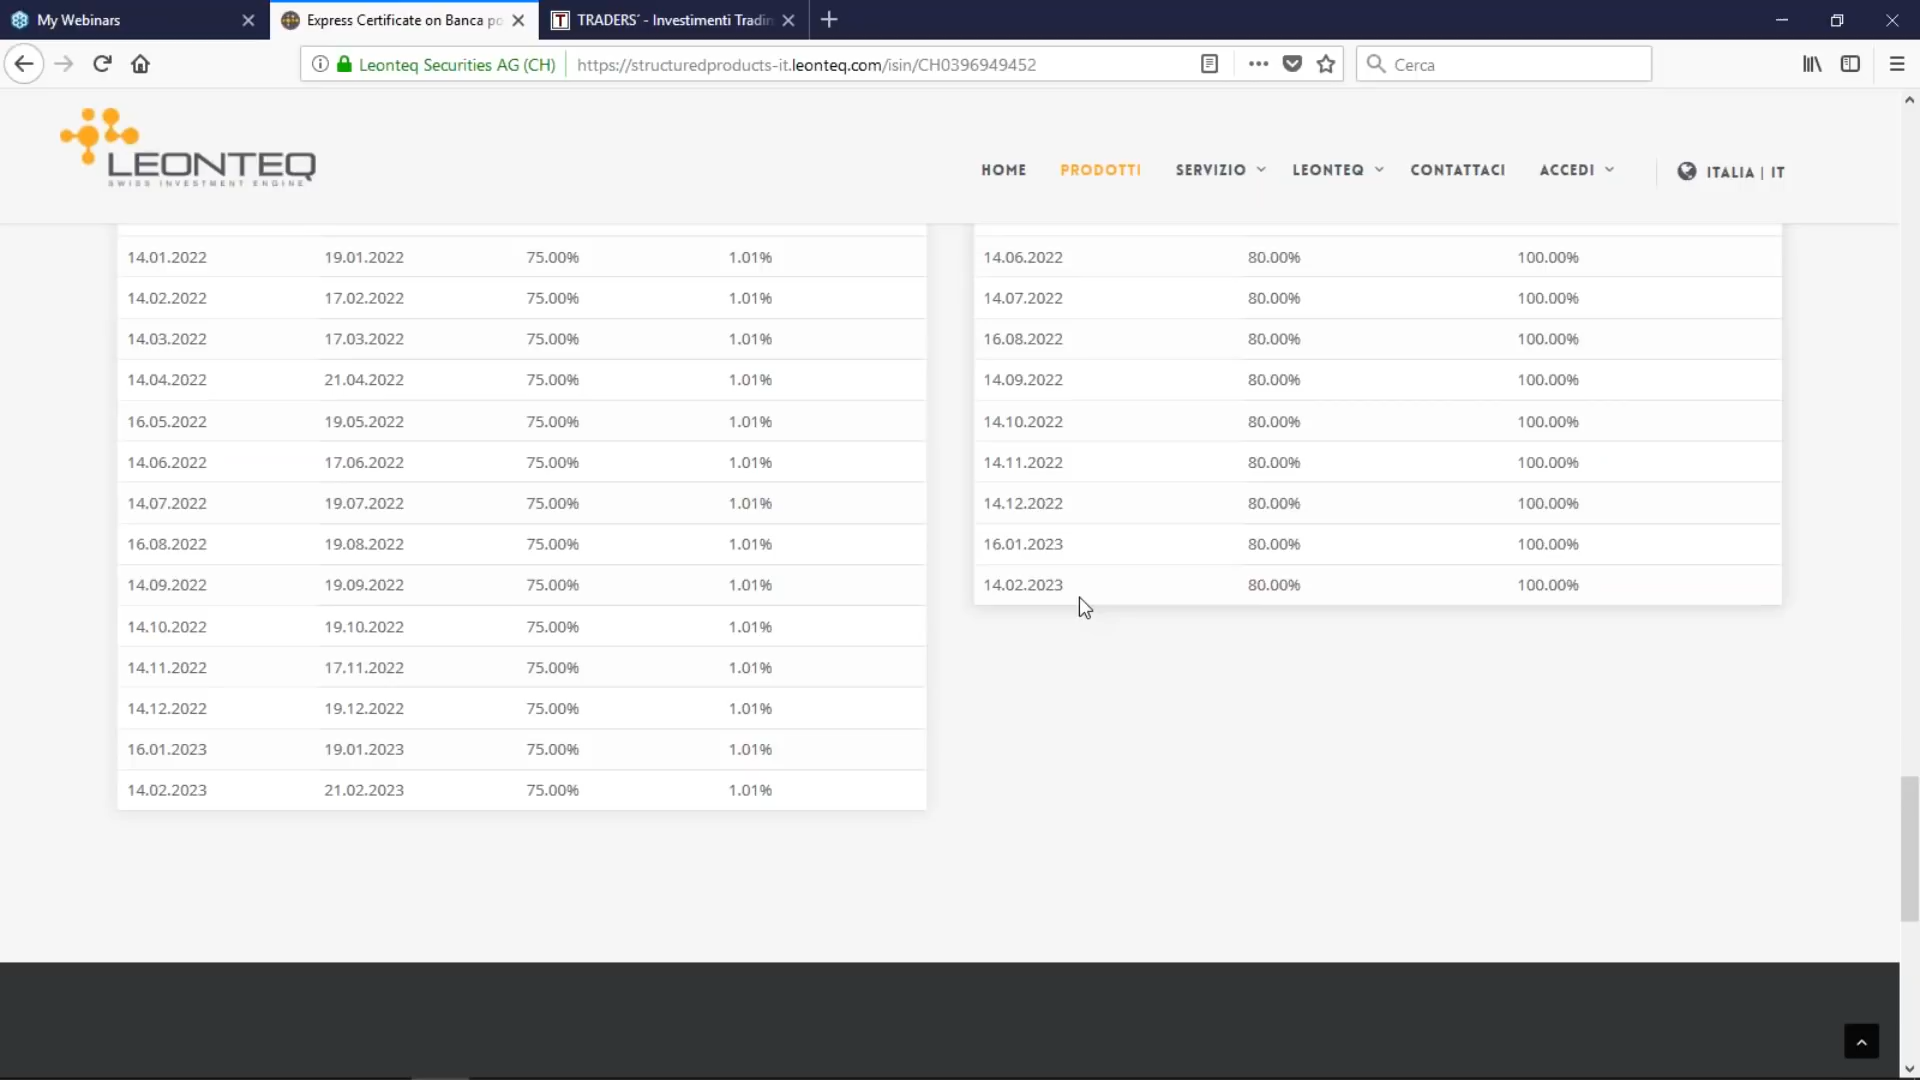 My Webinars
Express Certificate on Banca po
TRADERS´ - Investimenti Tradin
Leonteq Securities AG (CH)
https://structuredproducts-it.leonteq.com/isin/CH0396949452
Cerca
LEONTEQ
SWISS INVESTMENT ENGINE
HOME PRODOTTI SERVIZIO LEONTEQ CONTATTACI ACCEDI ITALIA | IT
14.01.2022 19.01.2022 75.00% 1.01%
14.02.2022 17.02.2022 75.00% 1.01%
14.03.2022 17.03.2022 75.00% 1.01%
14.04.2022 21.04.2022 75.00% 1.01%
16.05.2022 19.05.2022 75.00% 1.01%
14.06.2022 17.06.2022 75.00% 1.01%
14.07.2022 19.07.2022 75.00% 1.01%
16.08.2022 19.08.2022 75.00% 1.01%
14.09.2022 19.09.2022 75.00% 1.01%
14.10.2022 19.10.2022 75.00% 1.01%
14.11.2022 17.11.2022 75.00% 1.01%
14.12.2022 19.12.2022 75.00% 1.01%
16.01.2023 19.01.2023 75.00% 1.01%
14.02.2023 21.02.2023 75.00% 1.01%
14.06.2022 80.00% 100.00%
14.07.2022 80.00% 100.00%
16.08.2022 80.00% 100.00%
14.09.2022 80.00% 100.00%
14.10.2022 80.00% 100.00%
14.11.2022 80.00% 100.00%
14.12.2022 80.00% 100.00%
16.01.2023 80.00% 100.00%
14.02.2023 80.00% 100.00%